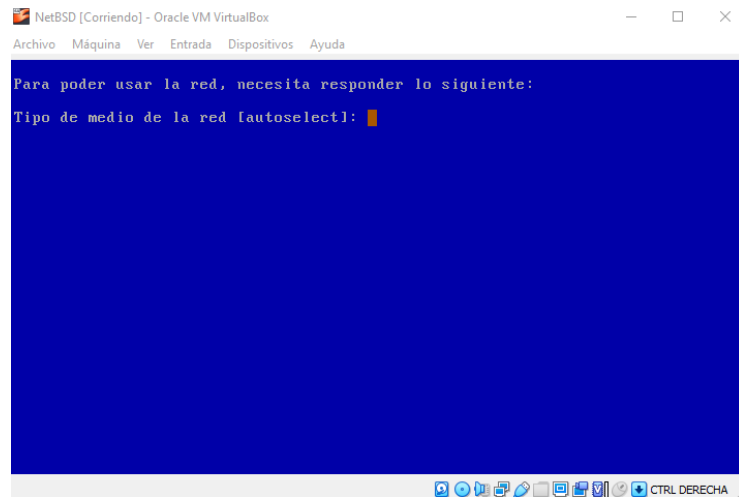 NetBSD [Corriendo] - Oracle VM VirtualBox
Archivo Máquina Ver Entrada Dispositivos Ayuda
Para poder usar la red, necesita responder lo siguiente:
Tipo de medio de la red [autoselect]:
CTRL DERECHA